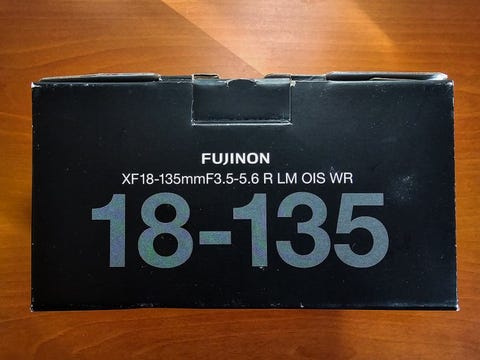 FUJINON
XF18-135mmF3.5-5.6 R LM OIS WR
18-135